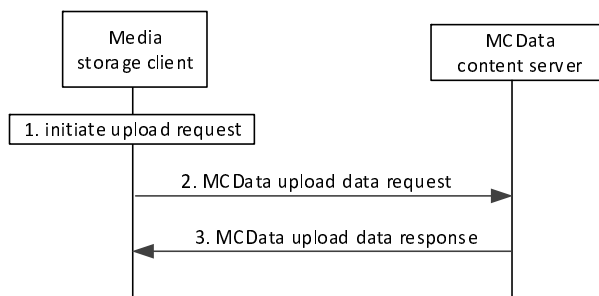 Media
storage client
MCData
content server
1. initiate upload request
2. MCData upload data request
3. MCData upload data response